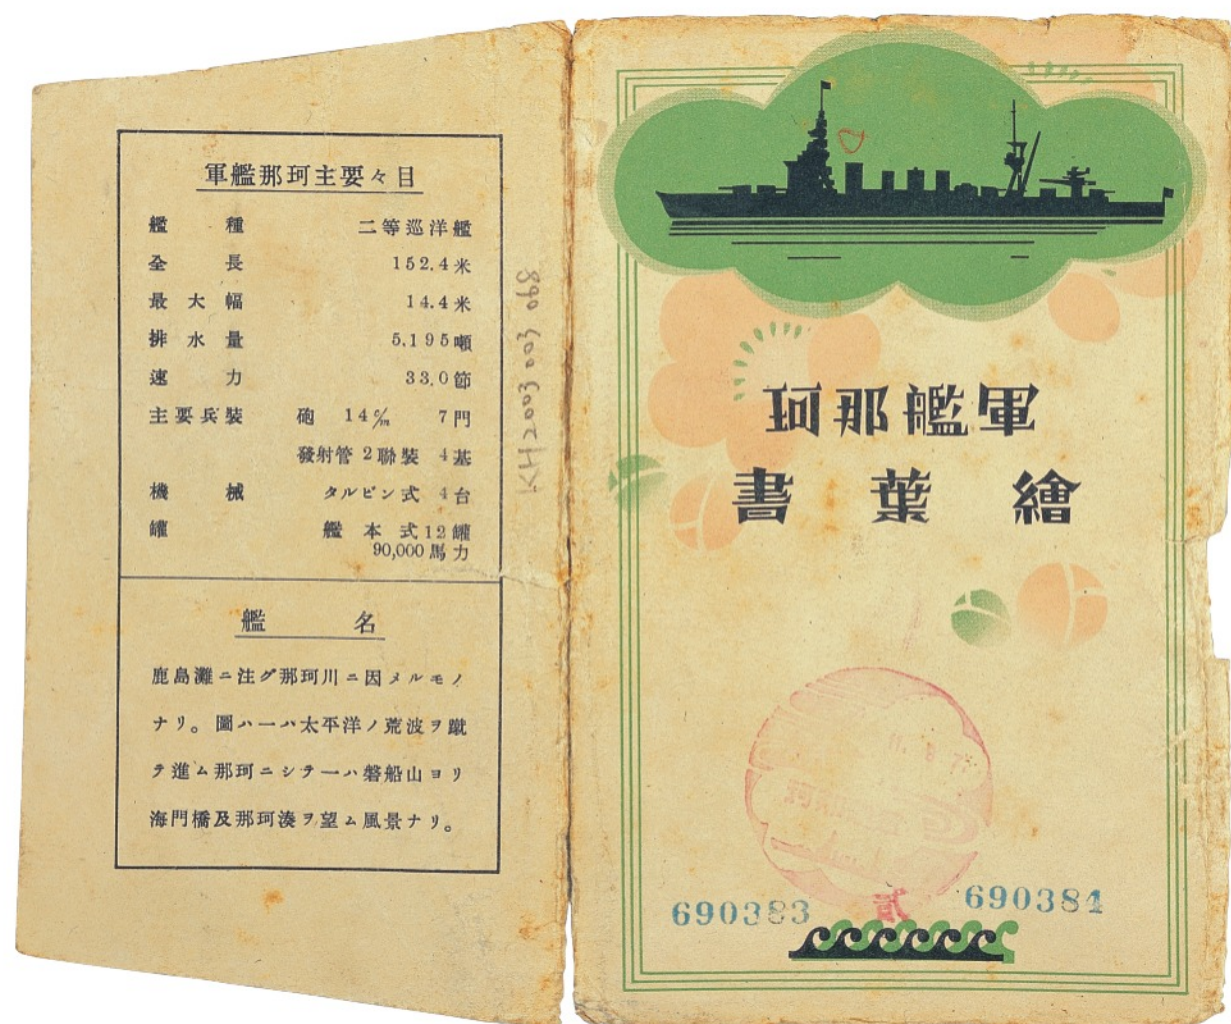 軍艦那珂主要々目
艦種 二等巡洋艦
全長 152.4米
最大幅 14.4米
排水量 5.195噸
速力 33.0節
主要兵装 砲 14c/m 7門
發射管 2聯裝 4基
機械 タルビン式 4台
罐 艦本式12罐
90,000馬力
艦名
鹿島灘ニ注グ那珂川ニ因メルモノ
ナリ。圖ハ一ハ太平洋ノ荒波ヲ蹴
テ進ム那珂ニシテ一ハ磐船山ヨリ
海門橋及那珂湊ヲ望ム風景ナリ。
KH2003 003 068
珂那艦軍
書葉繪
11. 8. 7
690383
690384